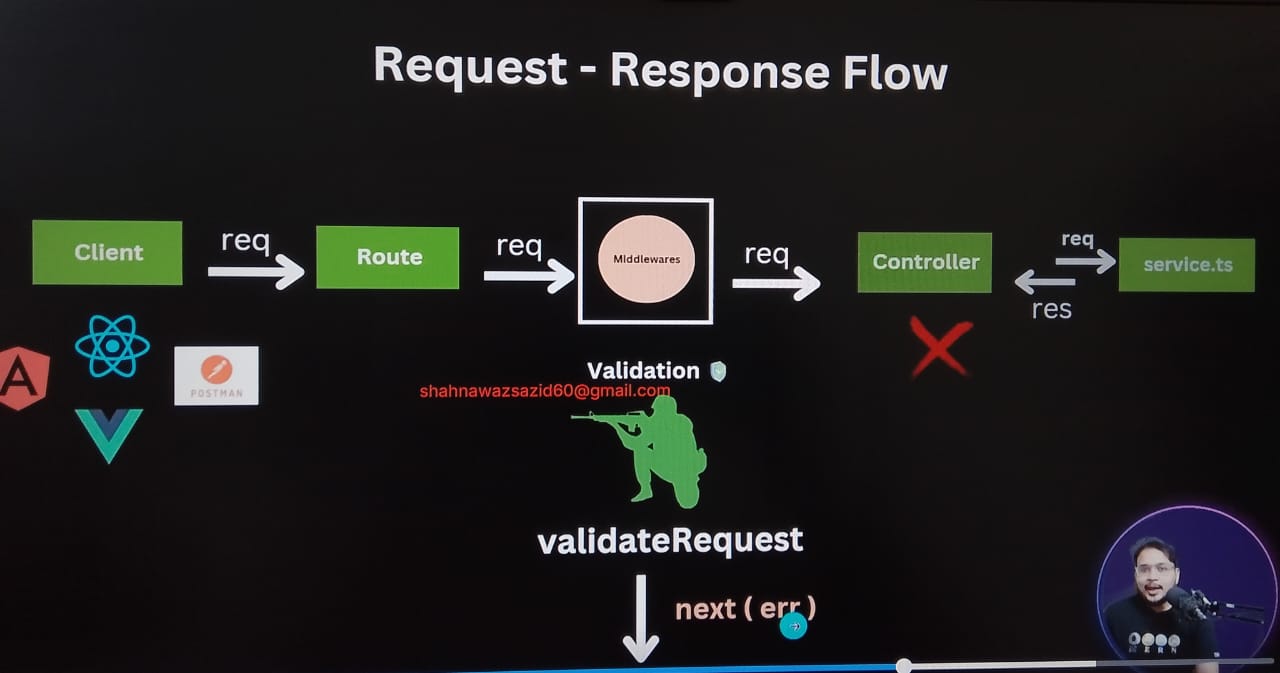 Request - Response Flow
Client
req
Route
req
Middlewares
req
Controller
req
res
service.ts
POSTMAN
Validation
shahnawazsazid60@gmail.com
validateRequest
next ( err )
MERN